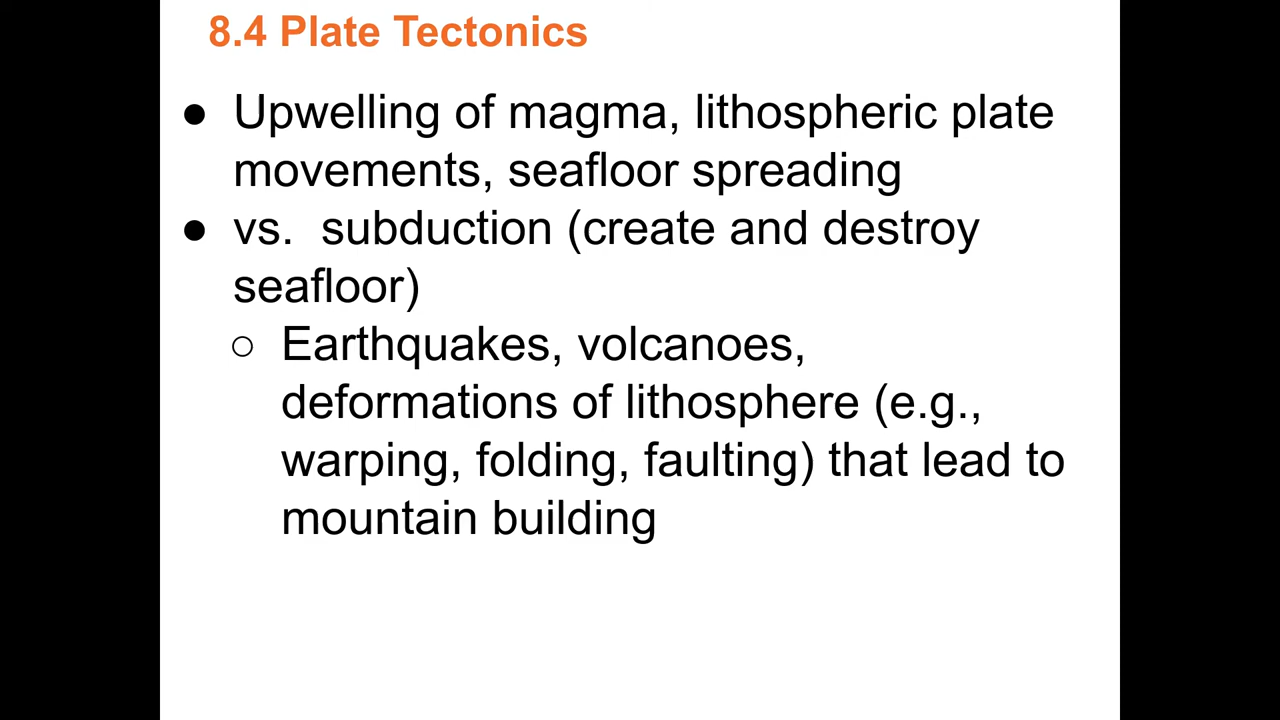 8.4 Plate Tectonics
● Upwelling of magma, lithospheric plate
movements, seafloor spreading
● vs.  subduction (create and destroy
seafloor)
○ Earthquakes, volcanoes,
deformations of lithosphere (e.g.,
warping, folding, faulting) that lead to
mountain building